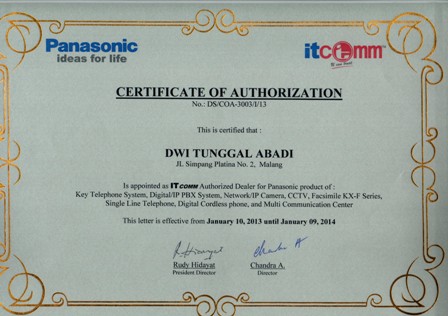 Panasonic
ideas for life
itcomm
CERTIFICATE OF AUTHORIZATION
No.: DS/COA-3003/I/13
This is certified that :
DWI TUNGGAL ABADI
JL Simpang Platina No. 2, Malang
Is appointed as ITCOMM Authorized Dealer for Panasonic product of :
Key Telephone System, Digital/IP PBX System, Network/IP Camera, CCTV, Facsimile KX-F Series,
Single Line Telephone, Digital Cordless phone, and Multi Communication Center
This letter is effective from January 10, 2013 until January 09, 2014
Rudy Hidayat
President Director
Chandra A.
Director